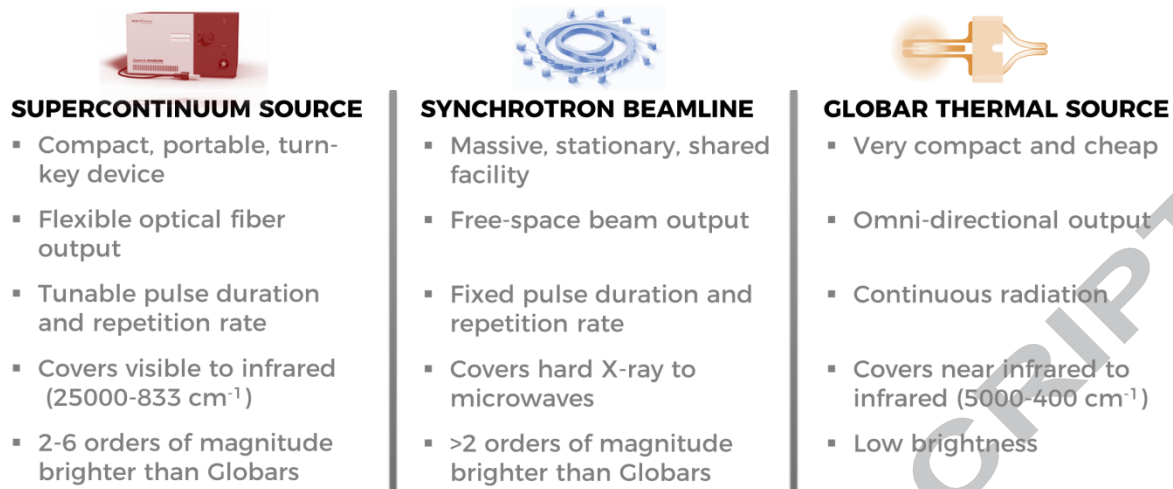 SUPERCONTINUUM SOURCE
▪ Compact, portable, turn-
key device
▪ Flexible optical fiber
output
▪ Tunable pulse duration
and repetition rate
▪ Covers visible to infrared
(25000-833 cm⁻¹)
▪ 2-6 orders of magnitude
brighter than Globars
SYNCHROTRON BEAMLINE
▪ Massive, stationary, shared
facility
▪ Free-space beam output
▪ Fixed pulse duration and
repetition rate
▪ Covers hard X-ray to
microwaves
▪ >2 orders of magnitude
brighter than Globars
GLOBAR THERMAL SOURCE
▪ Very compact and cheap
▪ Omni-directional output
▪ Continuous radiation
▪ Covers near infrared to
infrared (5000-400 cm⁻¹)
▪ Low brightness
CRIPT